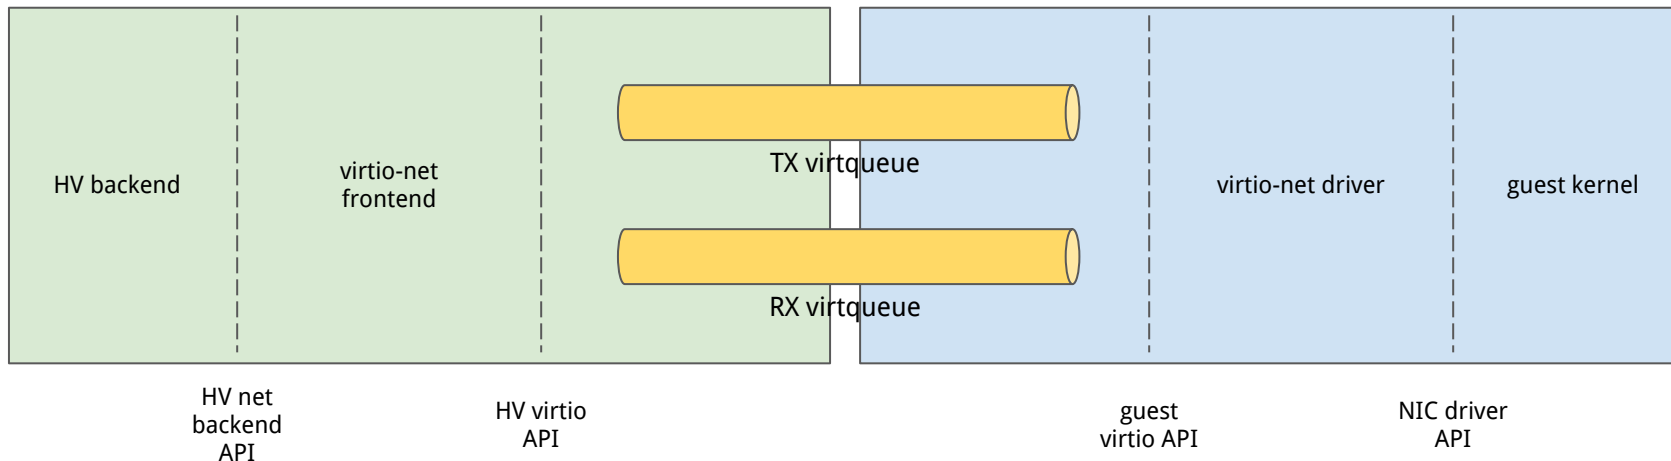 HV backend
virtio-net
frontend
TX virtqueue
RX virtqueue
virtio-net driver
guest kernel
HV net
backend
API
HV virtio
API
guest
virtio API
NIC driver
API